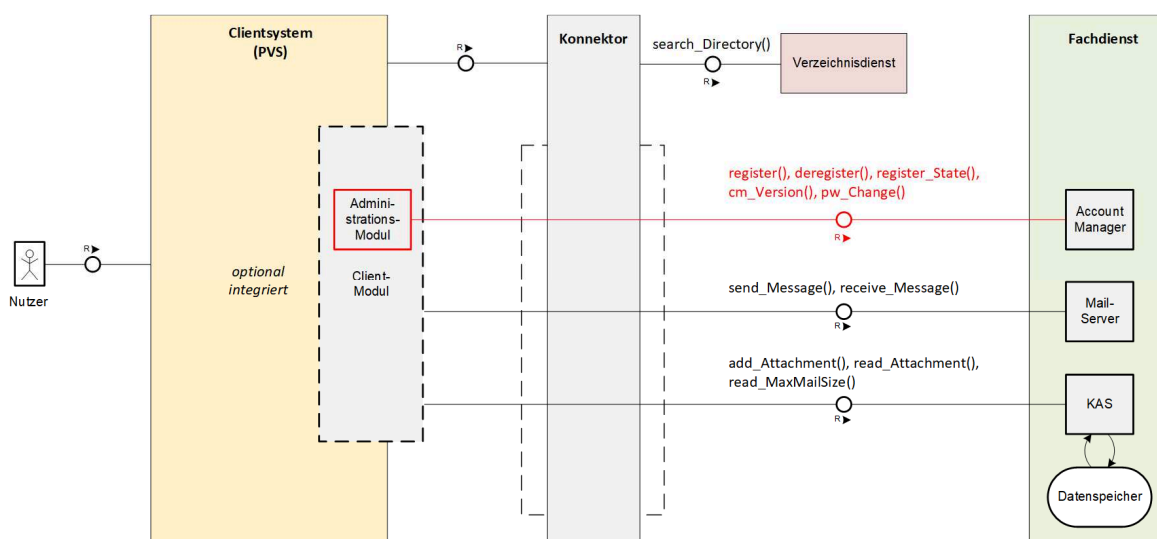 Clientsystem
(PVS)
Konnektor
Fachdienst
R
search_Directory()
R
Verzeichnisdienst
register(), deregister(), register_State(),
cm_Version(), pw_Change()
Admini-
strations-
Modul
R
Account
Manager
R
Nutzer
optional
integriert
Client-
Modul
send_Message(), receive_Message()
R
Mail-
Server
add_Attachment(), read_Attachment(),
read_MaxMailSize()
R
KAS
Datenspeicher